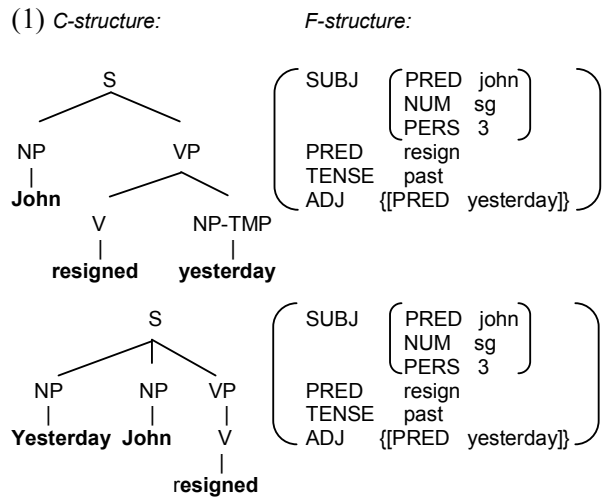 (1) C-structure: F-structure:
S SUBJ PRED john
NUM sg
PERS 3
NP VP PRED resign
| TENSE past
John ADJ {[PRED yesterday]}
V NP-TMP
| |
resigned yesterday
S SUBJ PRED john
NUM sg
PERS 3
NP NP VP PRED resign
| | | TENSE past
Yesterday John V ADJ {[PRED yesterday]}
|
resigned